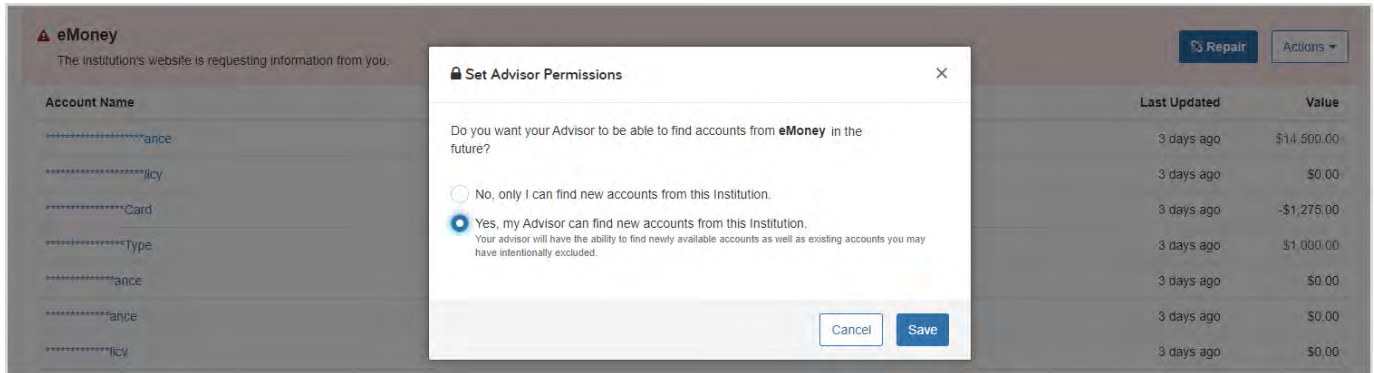 eMoney
The institution's website is requesting information from you.
Repair
Actions
Set Advisor Permissions
Account Name
Last Updated
Value
Do you want your Advisor to be able to find accounts from eMoney in the
future?
********************ance
3 days ago
$14,500.00
********************licy
3 days ago
$0.00
No, only I can find new accounts from this Institution.
****************Card
3 days ago
-$1,275.00
Yes, my Advisor can find new accounts from this Institution.
Your advisor will have the ability to find newly available accounts as well as existing accounts you may
have intentionally excluded.
****************Type
3 days ago
$1,000.00
**************ance
3 days ago
$0.00
*************ance
3 days ago
$0.00
Cancel
Save
*************licy
3 days ago
$0.00